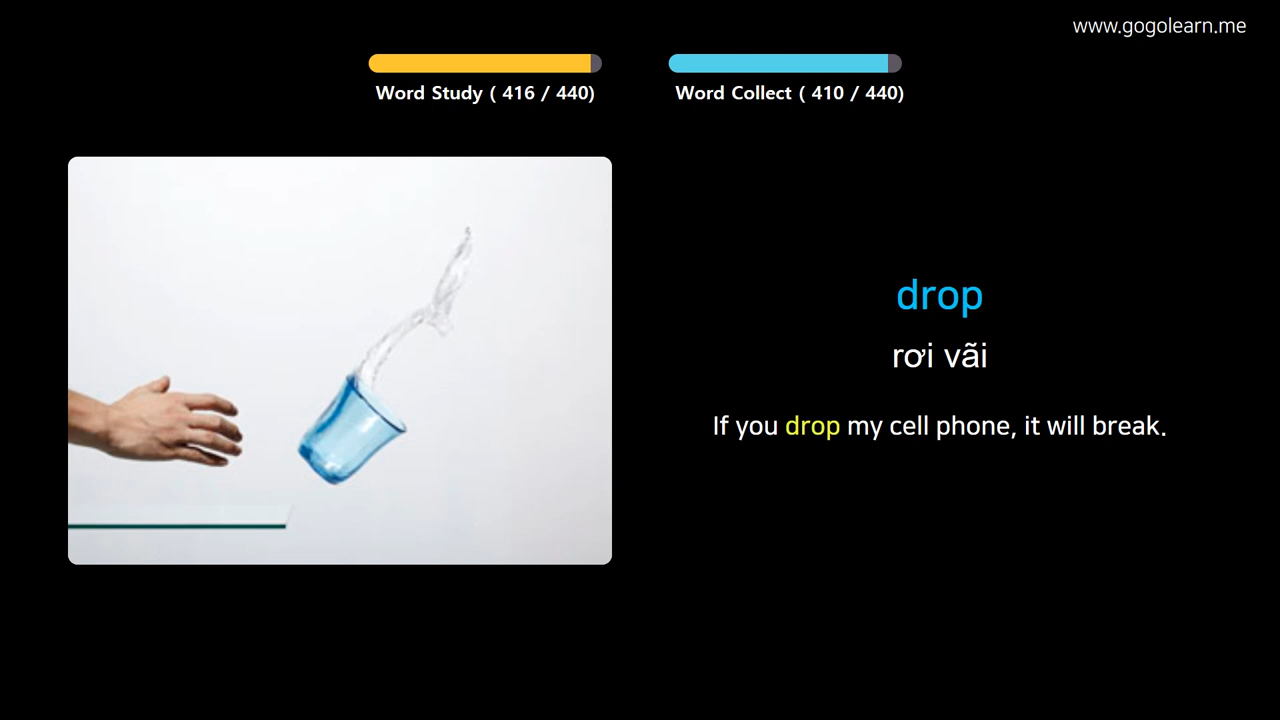 www.gogolearn.me
Word Study ( 416 / 440)
Word Collect ( 410 / 440)
drop
rơi vãi
If you drop my cell phone, it will break.